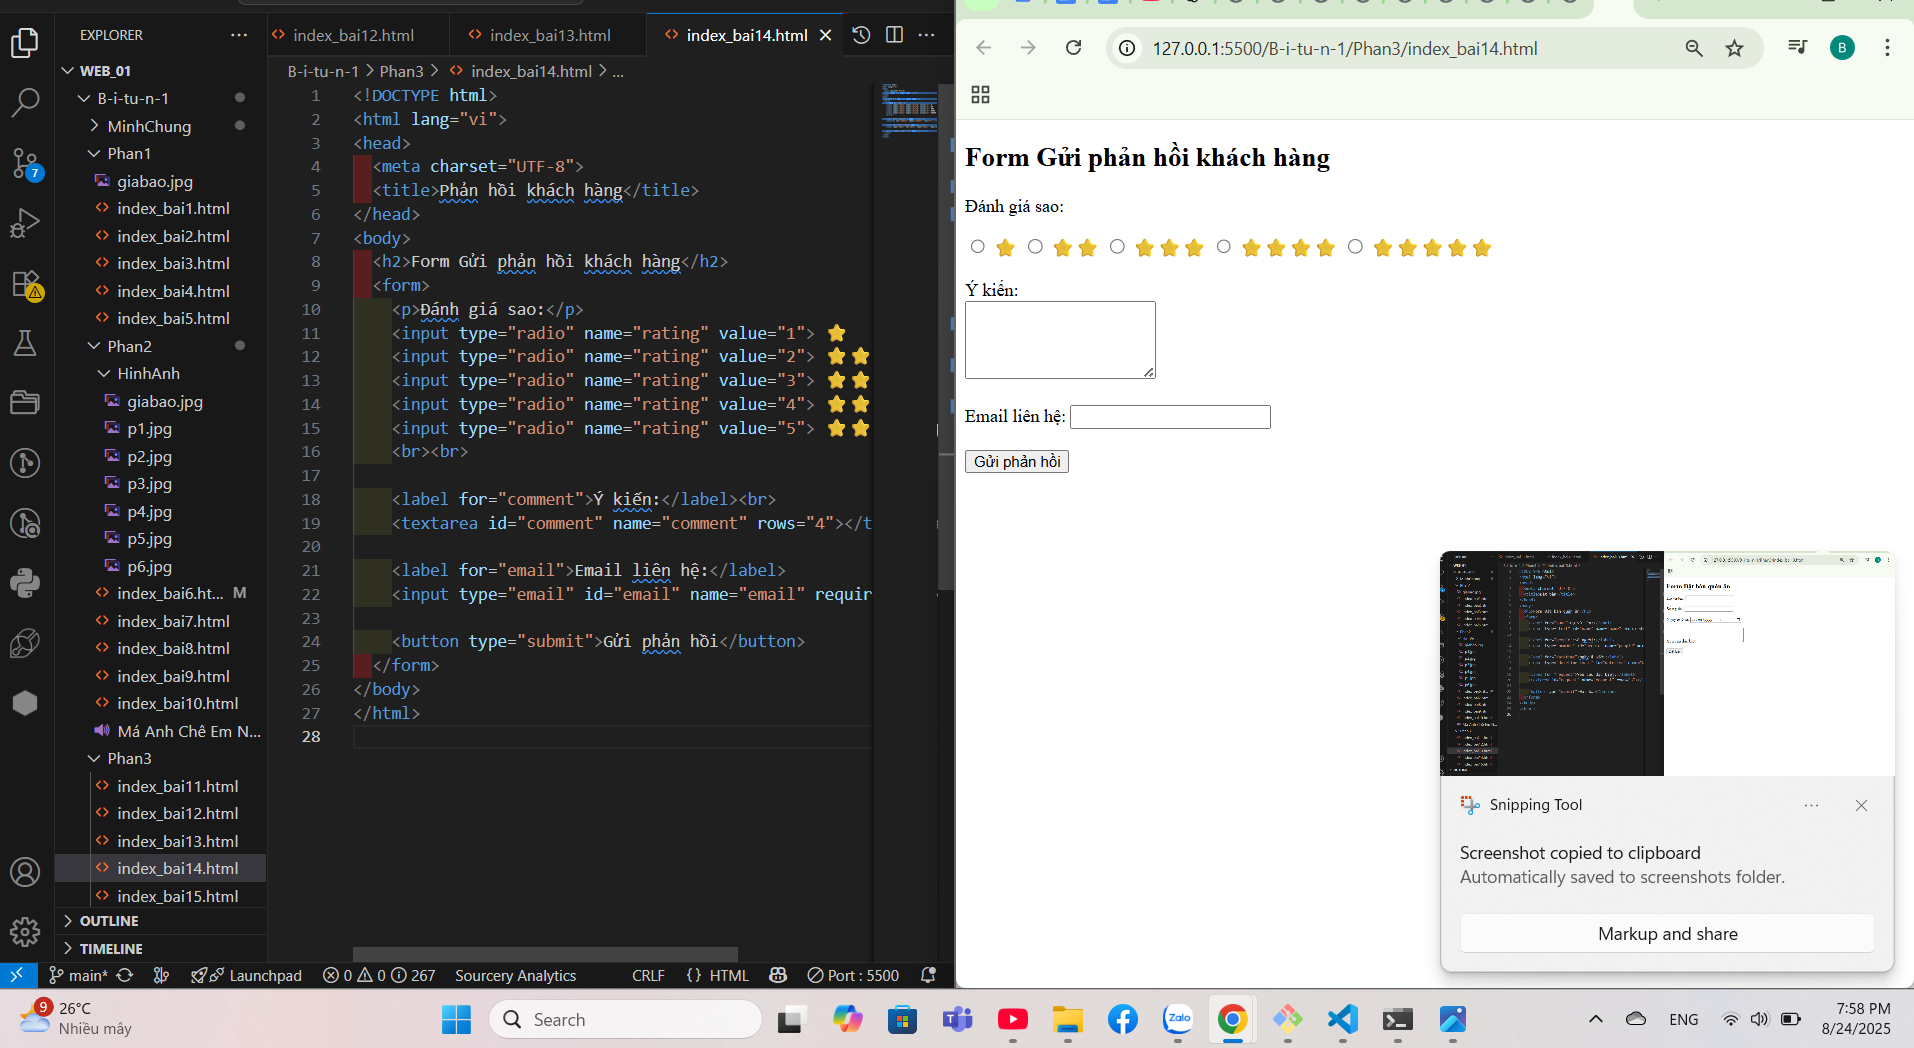 EXPLORER
WEB_01
B-i-tu-n-1
MinhChung
Phan1
giabao.jpg
index_bai1.html
index_bai2.html
index_bai3.html
index_bai4.html
index_bai5.html
Phan2
HinhAnh
giabao.jpg
p1.jpg
p2.jpg
p3.jpg
p4.jpg
p5.jpg
p6.jpg
index_bai6.ht... M
index_bai7.html
index_bai8.html
index_bai9.html
index_bai10.html
Má Anh Chê Em N...
Phan3
index_bai11.html
index_bai12.html
index_bai13.html
index_bai14.html
index_bai15.html
OUTLINE
TIMELINE
7
index_bai12.html index_bai13.html index_bai14.html
B-i-tu-n-1 > Phan3 > index_bai14.html > ...
1 <!DOCTYPE html>
2 <html lang="vi">
3 <head>
4 <meta charset="UTF-8">
5 <title>Phản hồi khách hàng</title>
6 </head>
7 <body>
8 <h2>Form Gửi phản hồi khách hàng</h2>
9 <form>
10 <p>Đánh giá sao:</p>
11 <input type="radio" name="rating" value="1"> ⭐
12 <input type="radio" name="rating" value="2"> ⭐⭐
13 <input type="radio" name="rating" value="3"> ⭐⭐
14 <input type="radio" name="rating" value="4"> ⭐⭐
15 <input type="radio" name="rating" value="5"> ⭐⭐
16 <br><br>
17
18 <label for="comment">Ý kiến:</label><br>
19 <textarea id="comment" name="comment" rows="4"></t
20
21 <label for="email">Email liên hệ:</label>
22 <input type="email" id="email" name="email" requir
23
24 <button type="submit">Gửi phản hồi</button>
25 </form>
26 </body>
27 </html>
28
main* Launchpad 0 0 267 Sourcery Analytics CRLF {} HTML Port : 5500
127.0.0.1:5500/B-i-tu-n-1/Phan3/index_bai14.html
B
Form Gửi phản hồi khách hàng
Đánh giá sao:
⭐ ⭐⭐ ⭐⭐⭐ ⭐⭐⭐⭐ ⭐⭐⭐⭐⭐
Ý kiến:
Email liên hệ:
Gửi phản hồi
Snipping Tool
Screenshot copied to clipboard
Automatically saved to screenshots folder.
Markup and share
9
26°C
Nhiều mây
Search
Zalo
ENG
7:58 PM
8/24/2025